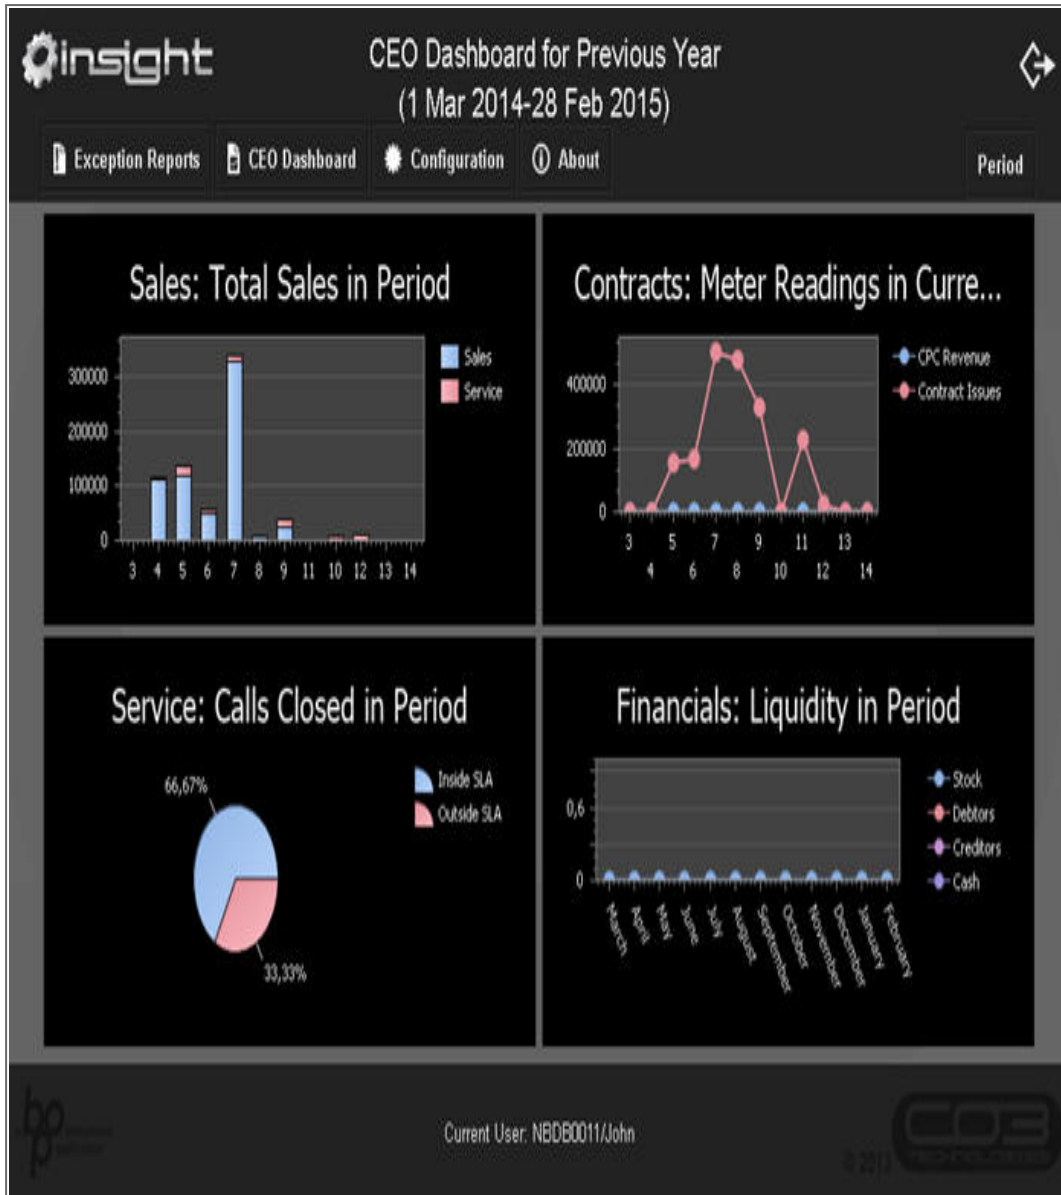 insight
CEO Dashboard for Previous Year
(1 Mar 2014-28 Feb 2015)
Exception Reports
CEO Dashboard
Configuration
About
Period
Sales: Total Sales in Period
300000
200000
100000
0
3 4 5 6 7 8 9 11 10 12 13 14
Sales
Service
Contracts: Meter Readings in Curre...
400000
200000
0
3 5 7 9 11 13
4 6 8 10 12 14
CPC Revenue
Contract Issues
Service: Calls Closed in Period
66,67%
33,33%
Inside SLA
Outside SLA
Financials: Liquidity in Period
0,6
0
March April May June July August September October November December January February
Stock
Debtors
Creditors
Cash
bpo
Current User: NBDB0011/John
CO3
TECHNOLOGIES